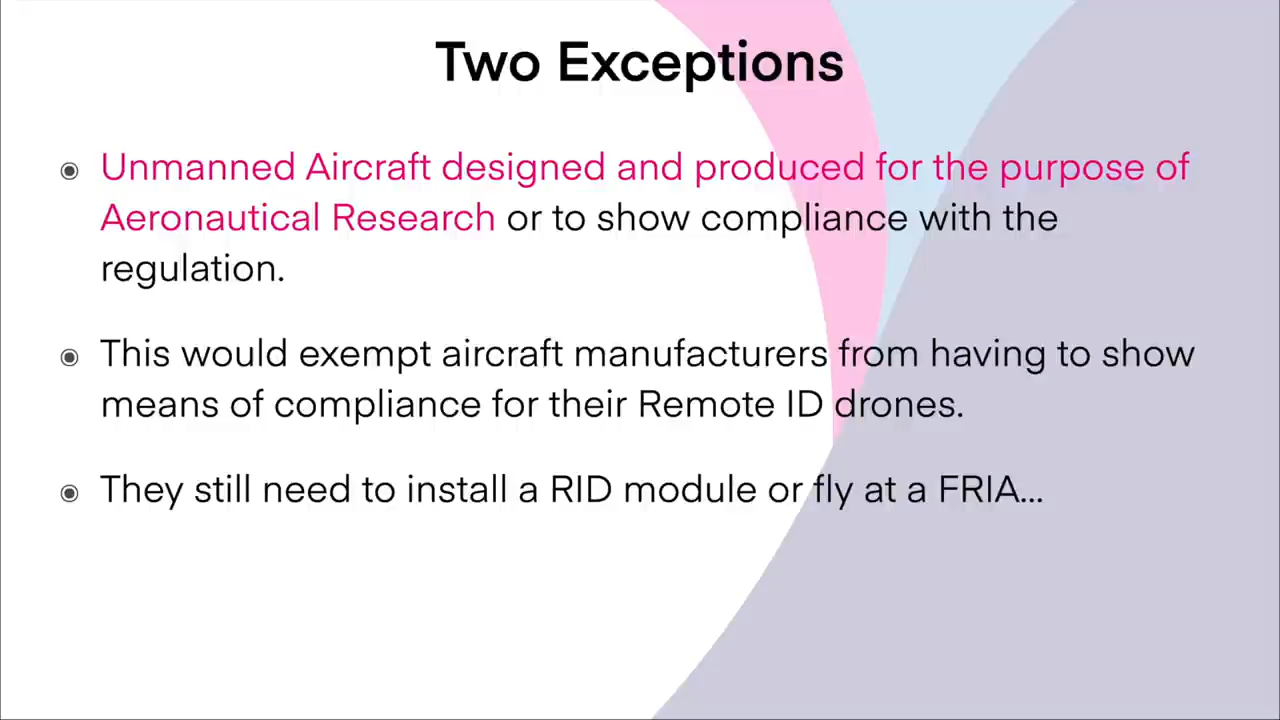 Two Exceptions
Unmanned Aircraft designed and produced for the purpose of
Aeronautical Research or to show compliance with the
regulation.
This would exempt aircraft manufacturers from having to show
means of compliance for their Remote ID drones.
They still need to install a RID module or fly at a FRIA...